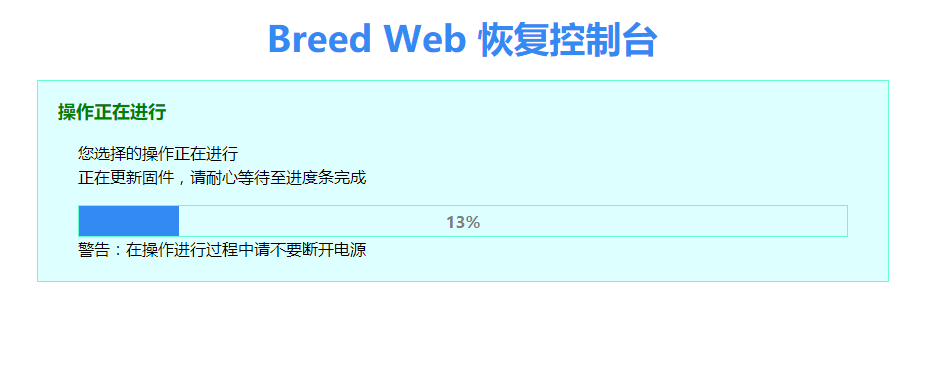 Breed Web 恢复控制台
操作正在进行
您选择的操作正在进行
正在更新固件，请耐心等待至进度条完成
13%
警告：在操作进行过程中请不要断开电源